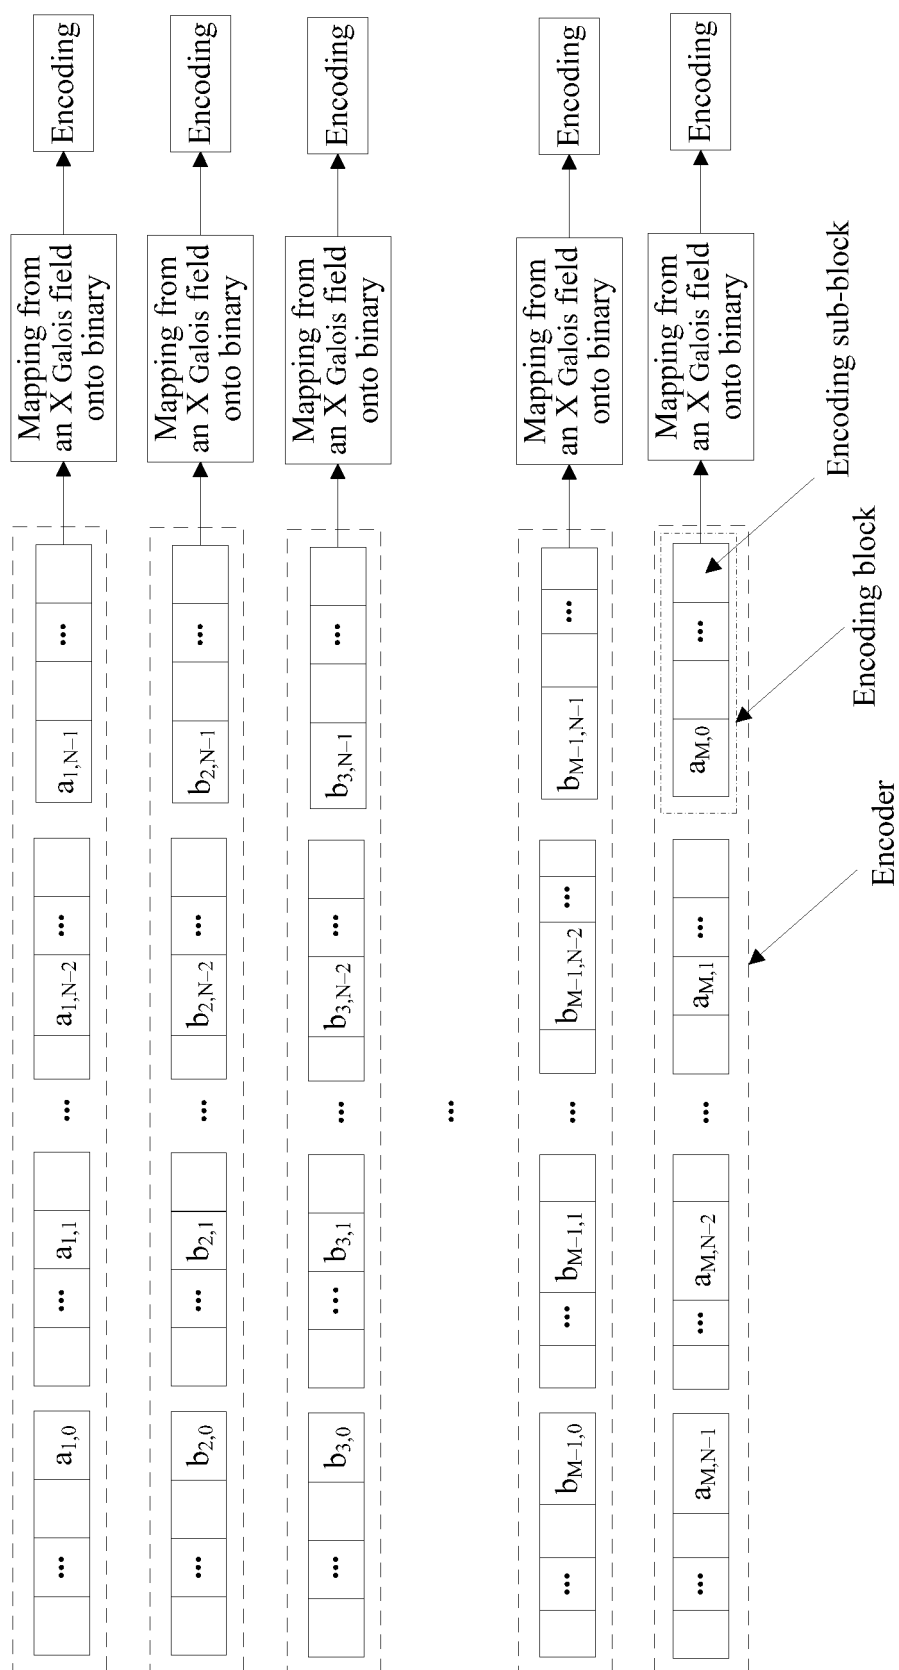 ... a1,0 ... a1,1 ... a1,N−2 ... a1,N−1 ...
Mapping from
an X Galois field
onto binary
Encoding
... b2,0 ... b2,1 ... b2,N−2 ... b2,N−1 ...
Mapping from
an X Galois field
onto binary
Encoding
... b3,0 ... b3,1 ... b3,N−2 ... b3,N−1 ...
Mapping from
an X Galois field
onto binary
Encoding
...
... bM−1,0 ... bM−1,1 ... bM−1,N−2 ... bM−1,N−1 ...
Mapping from
an X Galois field
onto binary
Encoding
... aM,N−1 ... aM,N−2 ... aM,1 ... aM,0 ...
Mapping from
an X Galois field
onto binary
Encoding
Encoder
Encoding block
Encoding sub-block